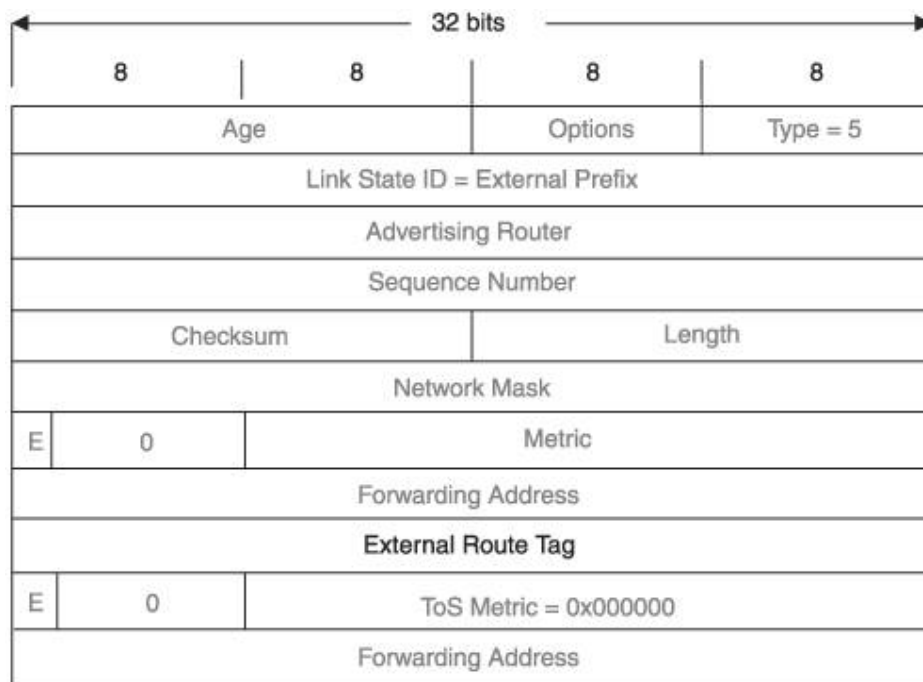 32 bits
8 8 8 8
Age Options Type = 5
Link State ID = External Prefix
Advertising Router
Sequence Number
Checksum Length
Network Mask
E 0 Metric
Forwarding Address
External Route Tag
E 0 ToS Metric = 0x000000
Forwarding Address